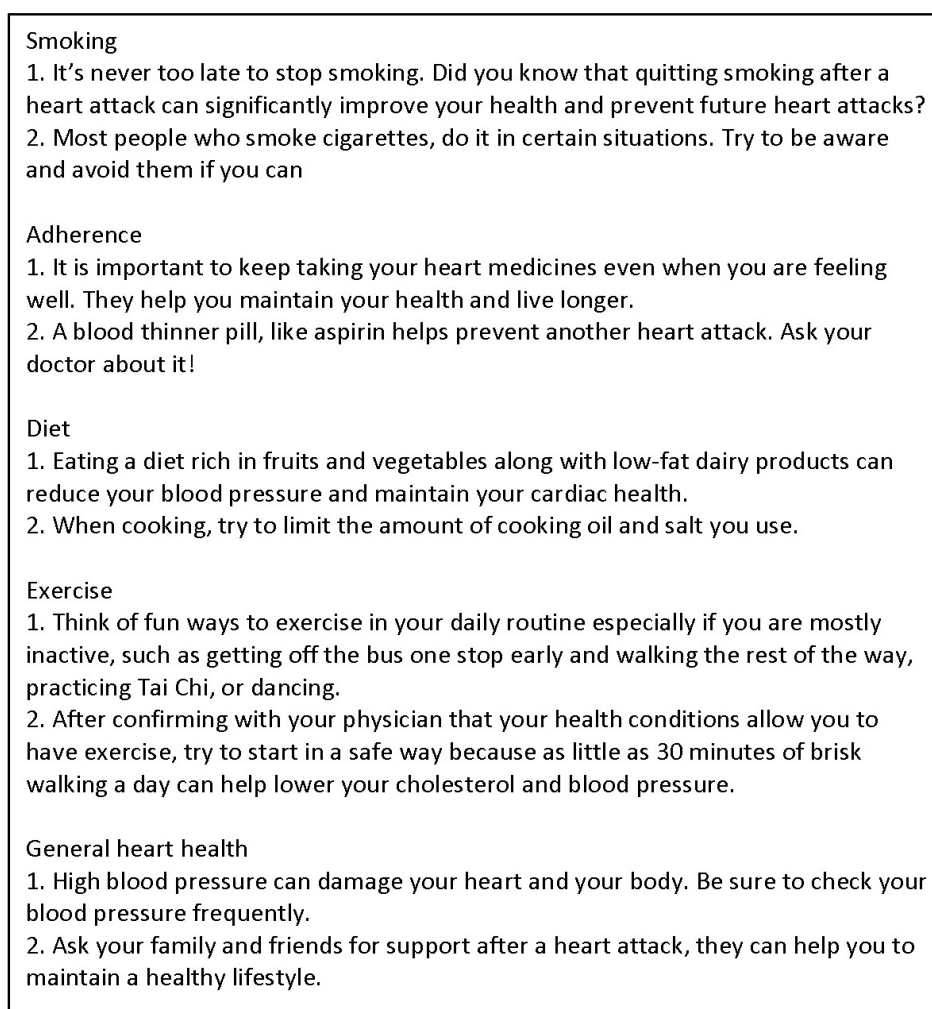 Smoking
1. It’s never too late to stop smoking. Did you know that quitting smoking after a
heart attack can significantly improve your health and prevent future heart attacks?
2. Most people who smoke cigarettes, do it in certain situations. Try to be aware
and avoid them if you can
Adherence
1. It is important to keep taking your heart medicines even when you are feeling
well. They help you maintain your health and live longer.
2. A blood thinner pill, like aspirin helps prevent another heart attack. Ask your
doctor about it!
Diet
1. Eating a diet rich in fruits and vegetables along with low-fat dairy products can
reduce your blood pressure and maintain your cardiac health.
2. When cooking, try to limit the amount of cooking oil and salt you use.
Exercise
1. Think of fun ways to exercise in your daily routine especially if you are mostly
inactive, such as getting off the bus one stop early and walking the rest of the way,
practicing Tai Chi, or dancing.
2. After confirming with your physician that your health conditions allow you to
have exercise, try to start in a safe way because as little as 30 minutes of brisk
walking a day can help lower your cholesterol and blood pressure.
General heart health
1. High blood pressure can damage your heart and your body. Be sure to check your
blood pressure frequently.
2. Ask your family and friends for support after a heart attack, they can help you to
maintain a healthy lifestyle.